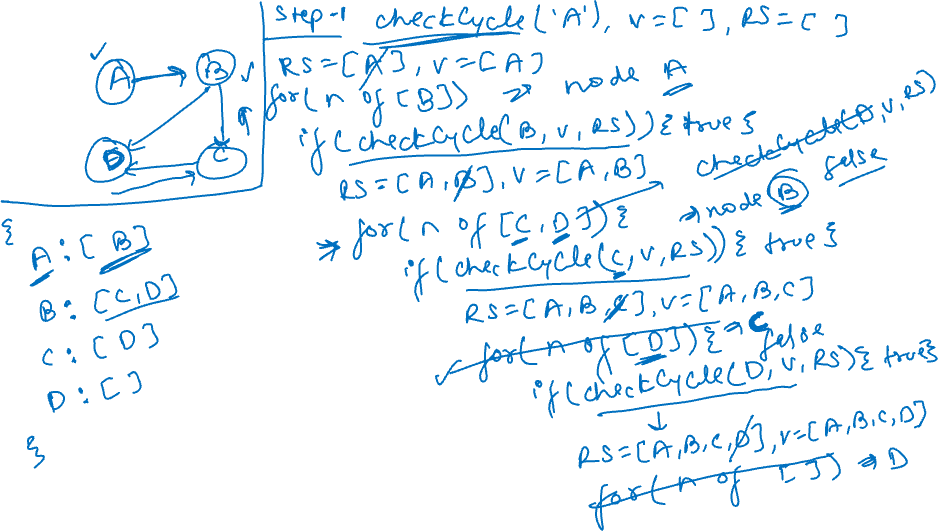 A
B
D
C
Step-1 checkCycle('A'), V=[ ], RS=[ ]
RS=[A], V=[A]
for(n of [B]) → node A
if(checkCycle(B, V, RS)){ true }
RS=[A,B], V=[A,B]
checkCycle(D, V, RS)
false
for(n of [C,D]){ → node B
if(checkCycle(C, V, RS)){ true }
RS=[A,B,C], V=[A,B,C]
for(n of [D]){ → C
false
if(checkCycle(D, V, RS){ true}
RS=[A,B,C,D], V=[A,B,C,D]
for(n of [ ]) → D
{
A: [B]
B: [C,D]
C: [D]
D: [ ]
}